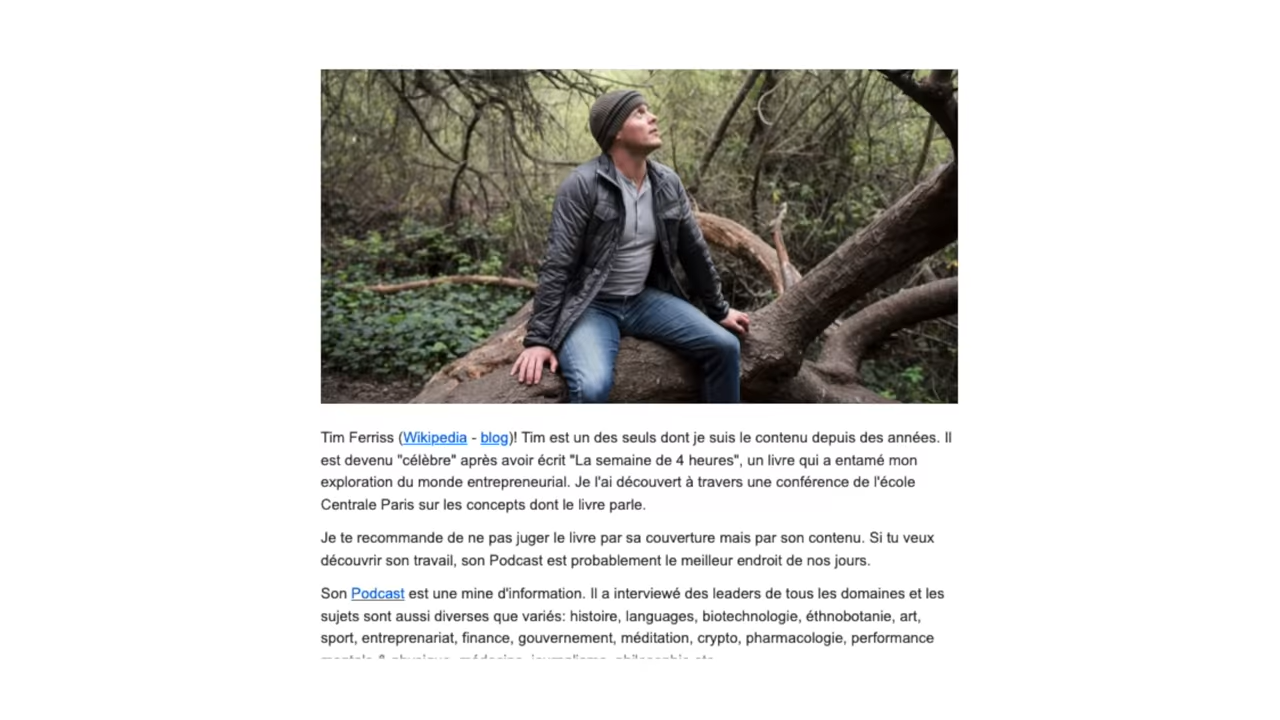 Tim Ferriss (Wikipedia - blog)! Tim est un des seuls dont je suis le contenu depuis des années. Il
est devenu "célèbre" après avoir écrit "La semaine de 4 heures", un livre qui a entamé mon
exploration du monde entrepreneurial. Je l'ai découvert à travers une conférence de l'école
Centrale Paris sur les concepts dont le livre parle.
Je te recommande de ne pas juger le livre par sa couverture mais par son contenu. Si tu veux
découvrir son travail, son Podcast est probablement le meilleur endroit de nos jours.
Son Podcast est une mine d'information. Il a interviewé des leaders de tous les domaines et les
sujets sont aussi diverses que variés: histoire, languages, biotechnologie, éthnobotanie, art,
sport, entreprenariat, finance, gouvernement, méditation, crypto, pharmacologie, performance